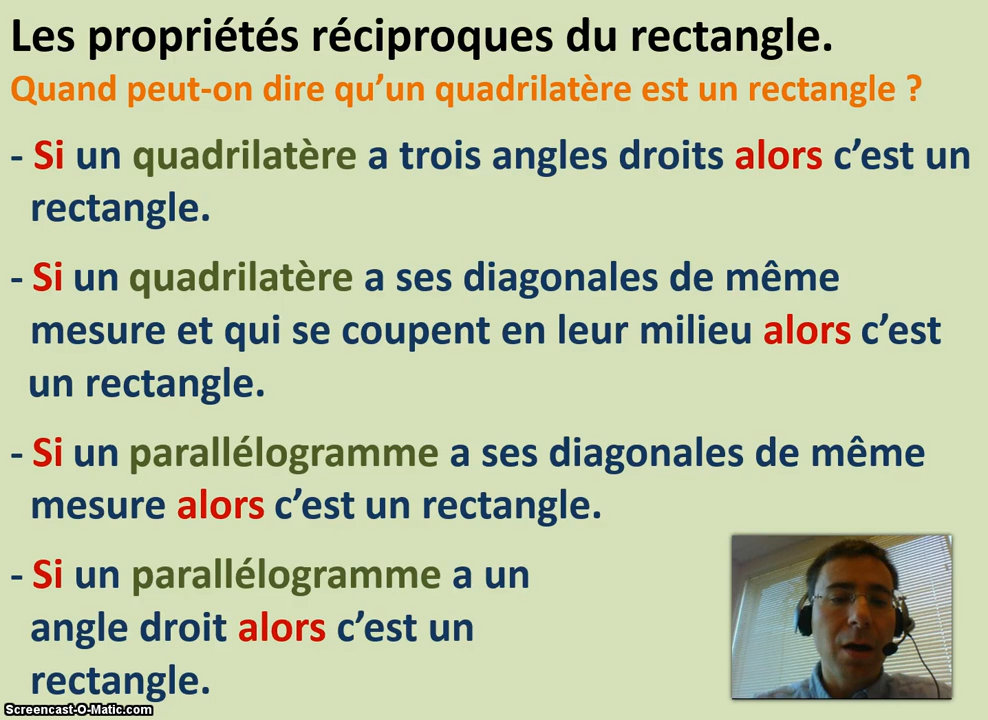 Les propriétés réciproques du rectangle.
Quand peut-on dire qu’un quadrilatère est un rectangle ?
- Si un quadrilatère a trois angles droits alors c’est un
rectangle.
- Si un quadrilatère a ses diagonales de même
mesure et qui se coupent en leur milieu alors c’est
un rectangle.
- Si un parallélogramme a ses diagonales de même
mesure alors c’est un rectangle.
- Si un parallélogramme a un
angle droit alors c’est un
rectangle.
Screencast-O-Matic.com